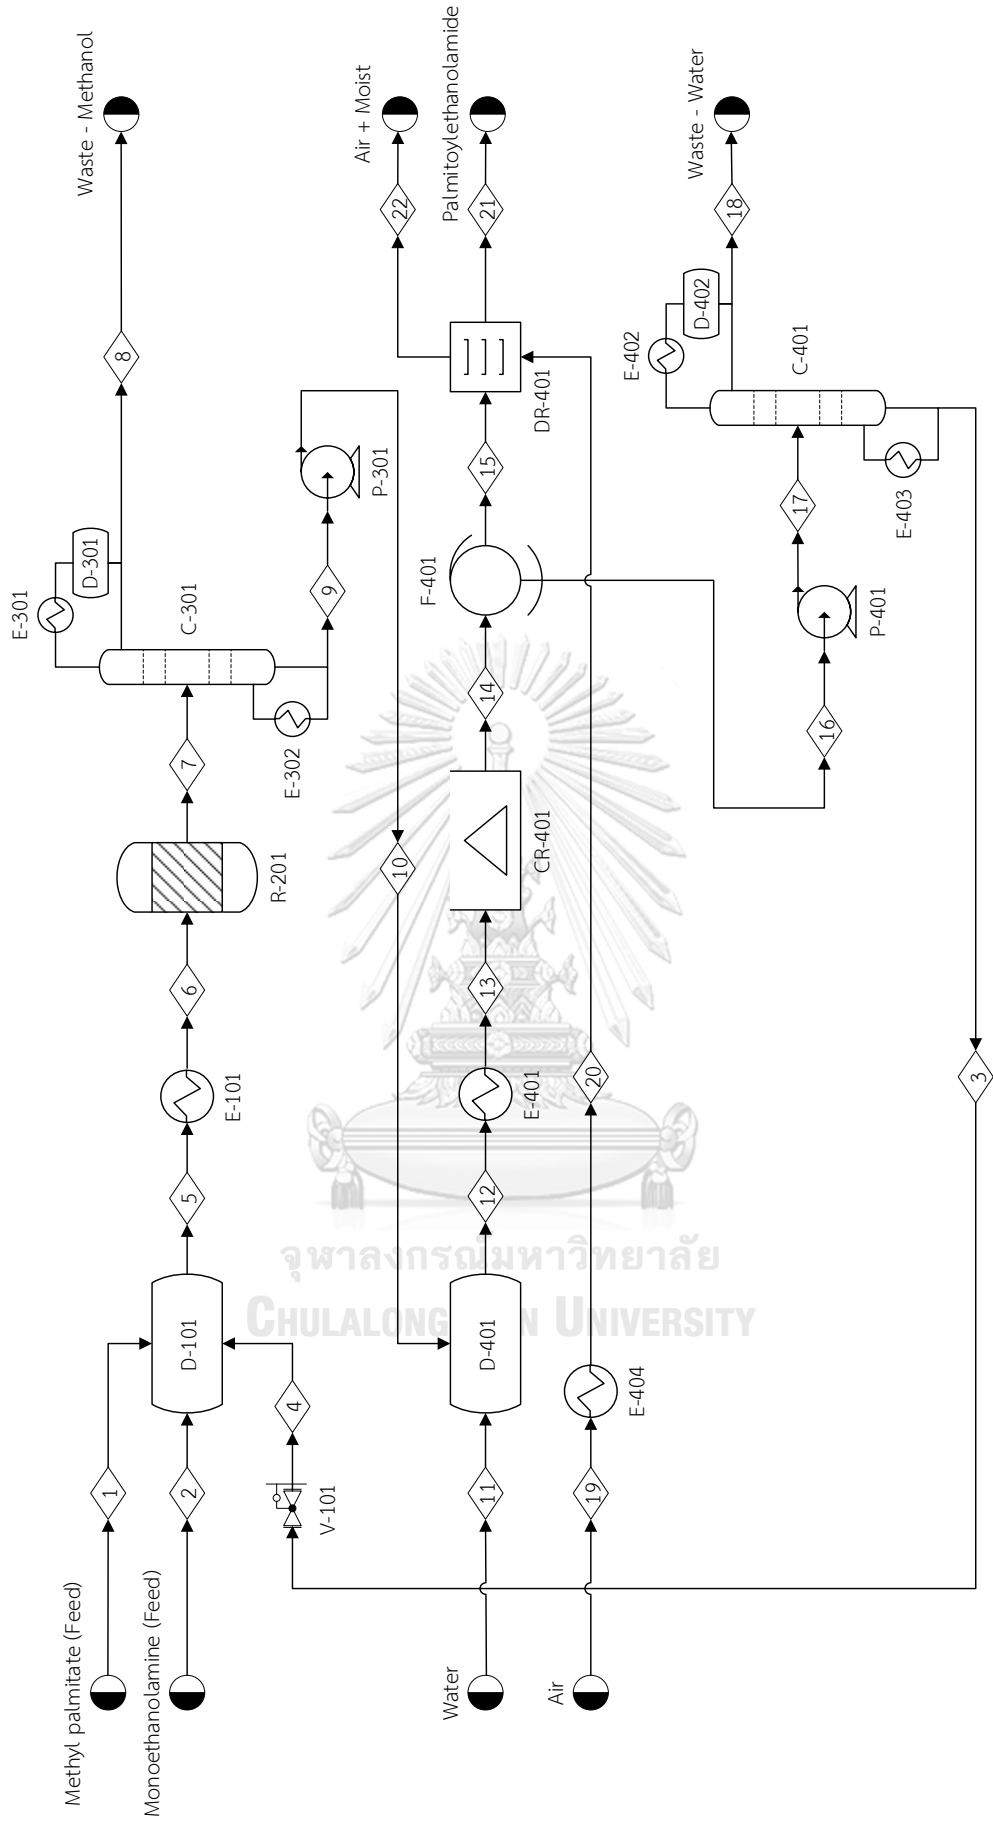 Methyl palmitate (Feed)
1
Monoethanolamine (Feed)
2
D-101
5
E-101
6
R-201
7
C-301
E-301
D-301
8
Waste - Methanol
E-302
9
P-301
10
4
V-101
Water
11
D-401
12
E-401
13
CR-401
14
F-401
15
DR-401
22
Air + Moist
21
Palmitoylethanolamide
Air
19
E-404
20
16
P-401
17
C-401
E-402
D-402
18
Waste - Water
E-403
3
จุฬาลงกรณ์มหาวิทยาลัย
CHULALONGKORN UNIVERSITY